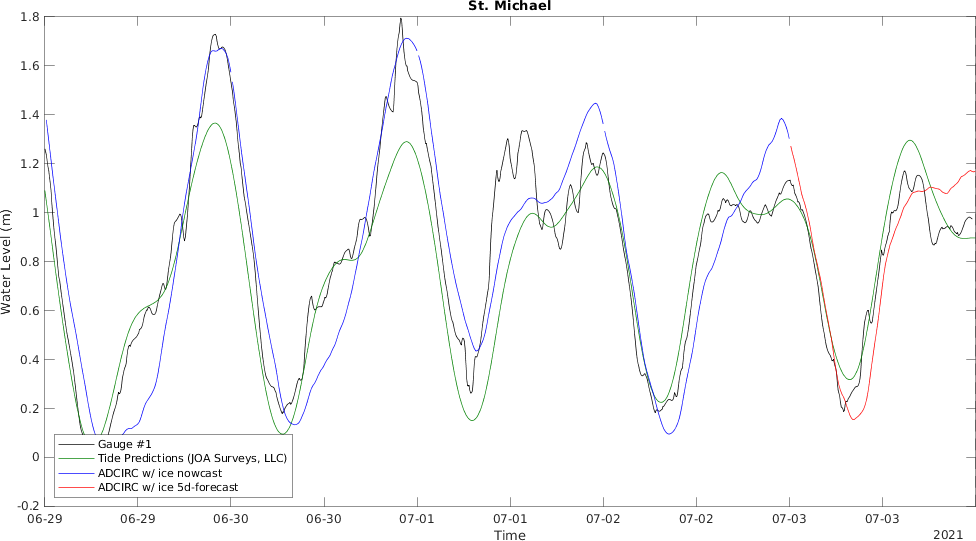 St. Michael
1.8
1.6
1.4
1.2
1
0.8
0.6
0.4
0.2
0
-0.2
Water Level (m)
Gauge #1
Tide Predictions (JOA Surveys, LLC)
ADCIRC w/ ice nowcast
ADCIRC w/ ice 5d-forecast
06-29 06-29 06-30 06-30 07-01 07-01 07-02 07-02 07-03 07-03
Time
2021